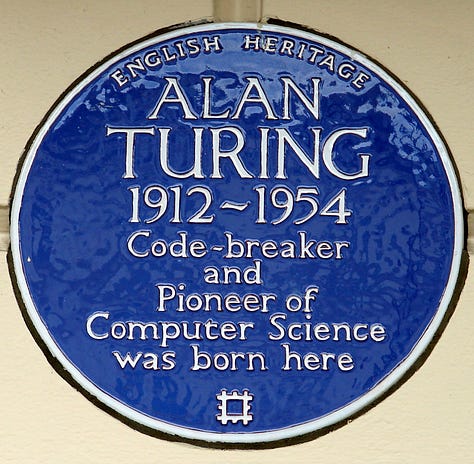 ENGLISH HERITAGE
ALAN
TURING
1912~1954
Code-breaker
and
Pioneer of
Computer Science
was born here